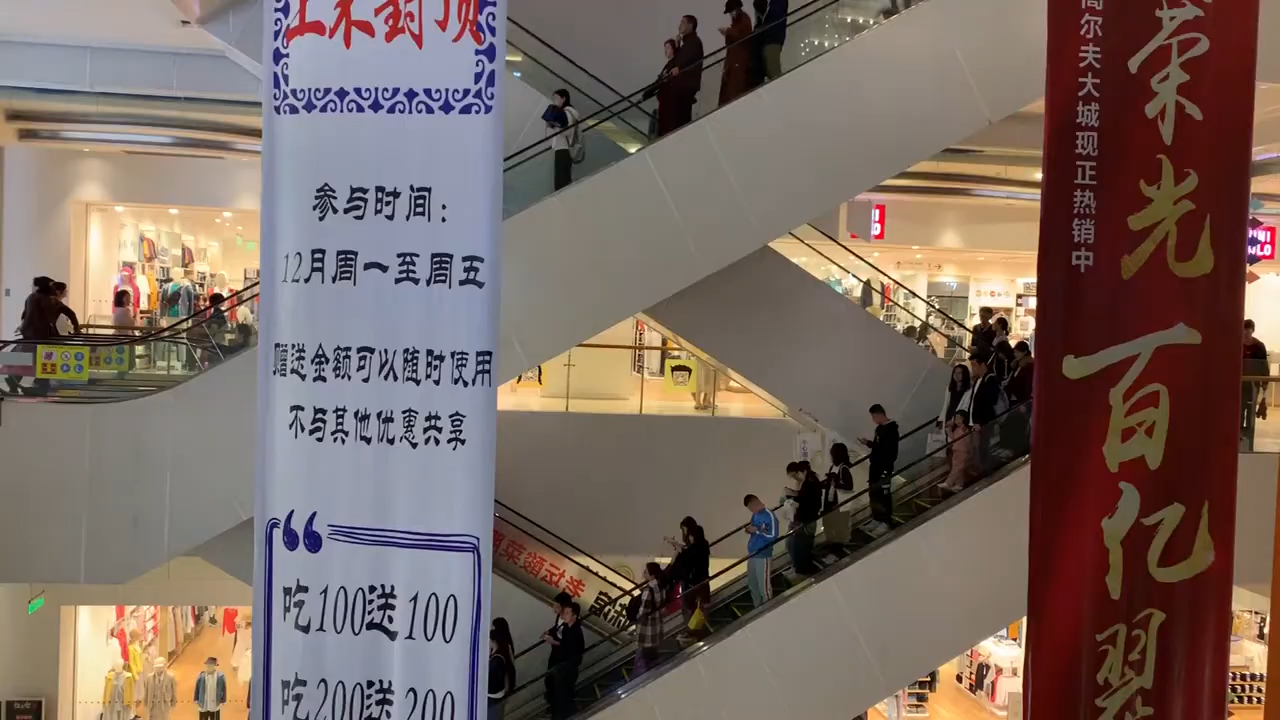 上不封顶
参与时间：
12月周一至周五
赠送金额可以随时使用
不与其他优惠共享
吃100送100
吃200送200
尔夫大城现正热销中
荣光
百亿